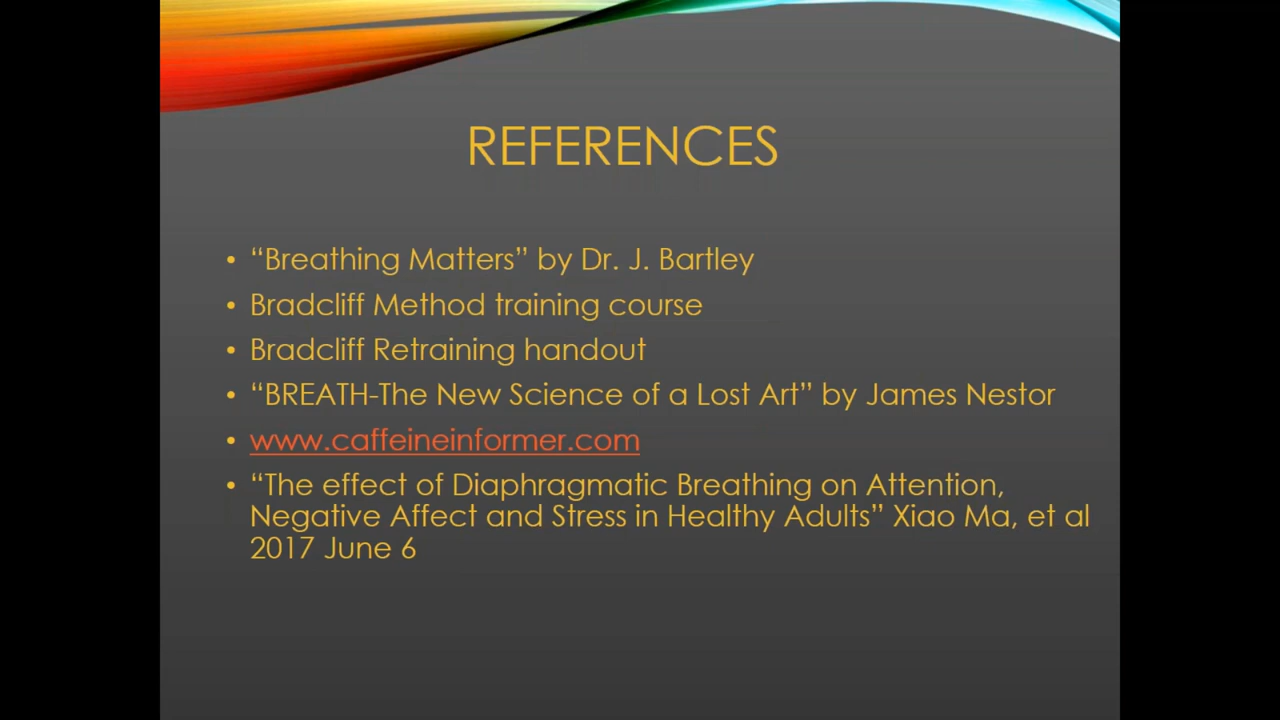 REFERENCES
• “Breathing Matters” by Dr. J. Bartley
• Bradcliff Method training course
• Bradcliff Retraining handout
• “BREATH-The New Science of a Lost Art” by James Nestor
• www.caffeineinformer.com
• “The effect of Diaphragmatic Breathing on Attention,
Negative Affect and Stress in Healthy Adults” Xiao Ma, et al
2017 June 6